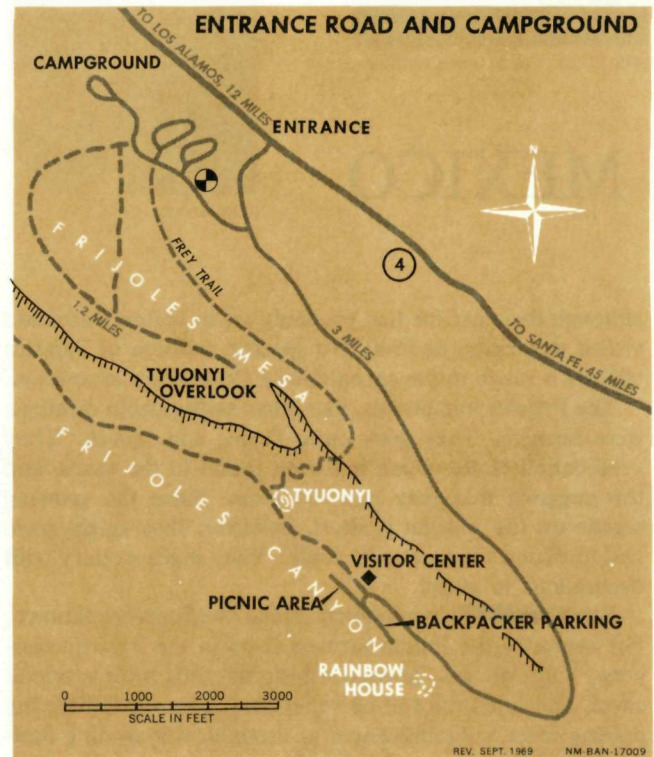 ENTRANCE ROAD AND CAMPGROUND
TO LOS ALAMOS, 12 MILES
CAMPGROUND
ENTRANCE
N
MEXICO
FREY TRAIL
4
FRIJOLES MESA
1.2 MILES
3 MILES
TO SANTA FE, 45 MILES
TYUONYI
OVERLOOK
FRIJOLES CANYON
TYUONYI
VISITOR CENTER
PICNIC AREA
BACKPACKER PARKING
RAINBOW
HOUSE
0 1000 2000 3000
SCALE IN FEET
REV. SEPT. 1969 NM-BAN-17009